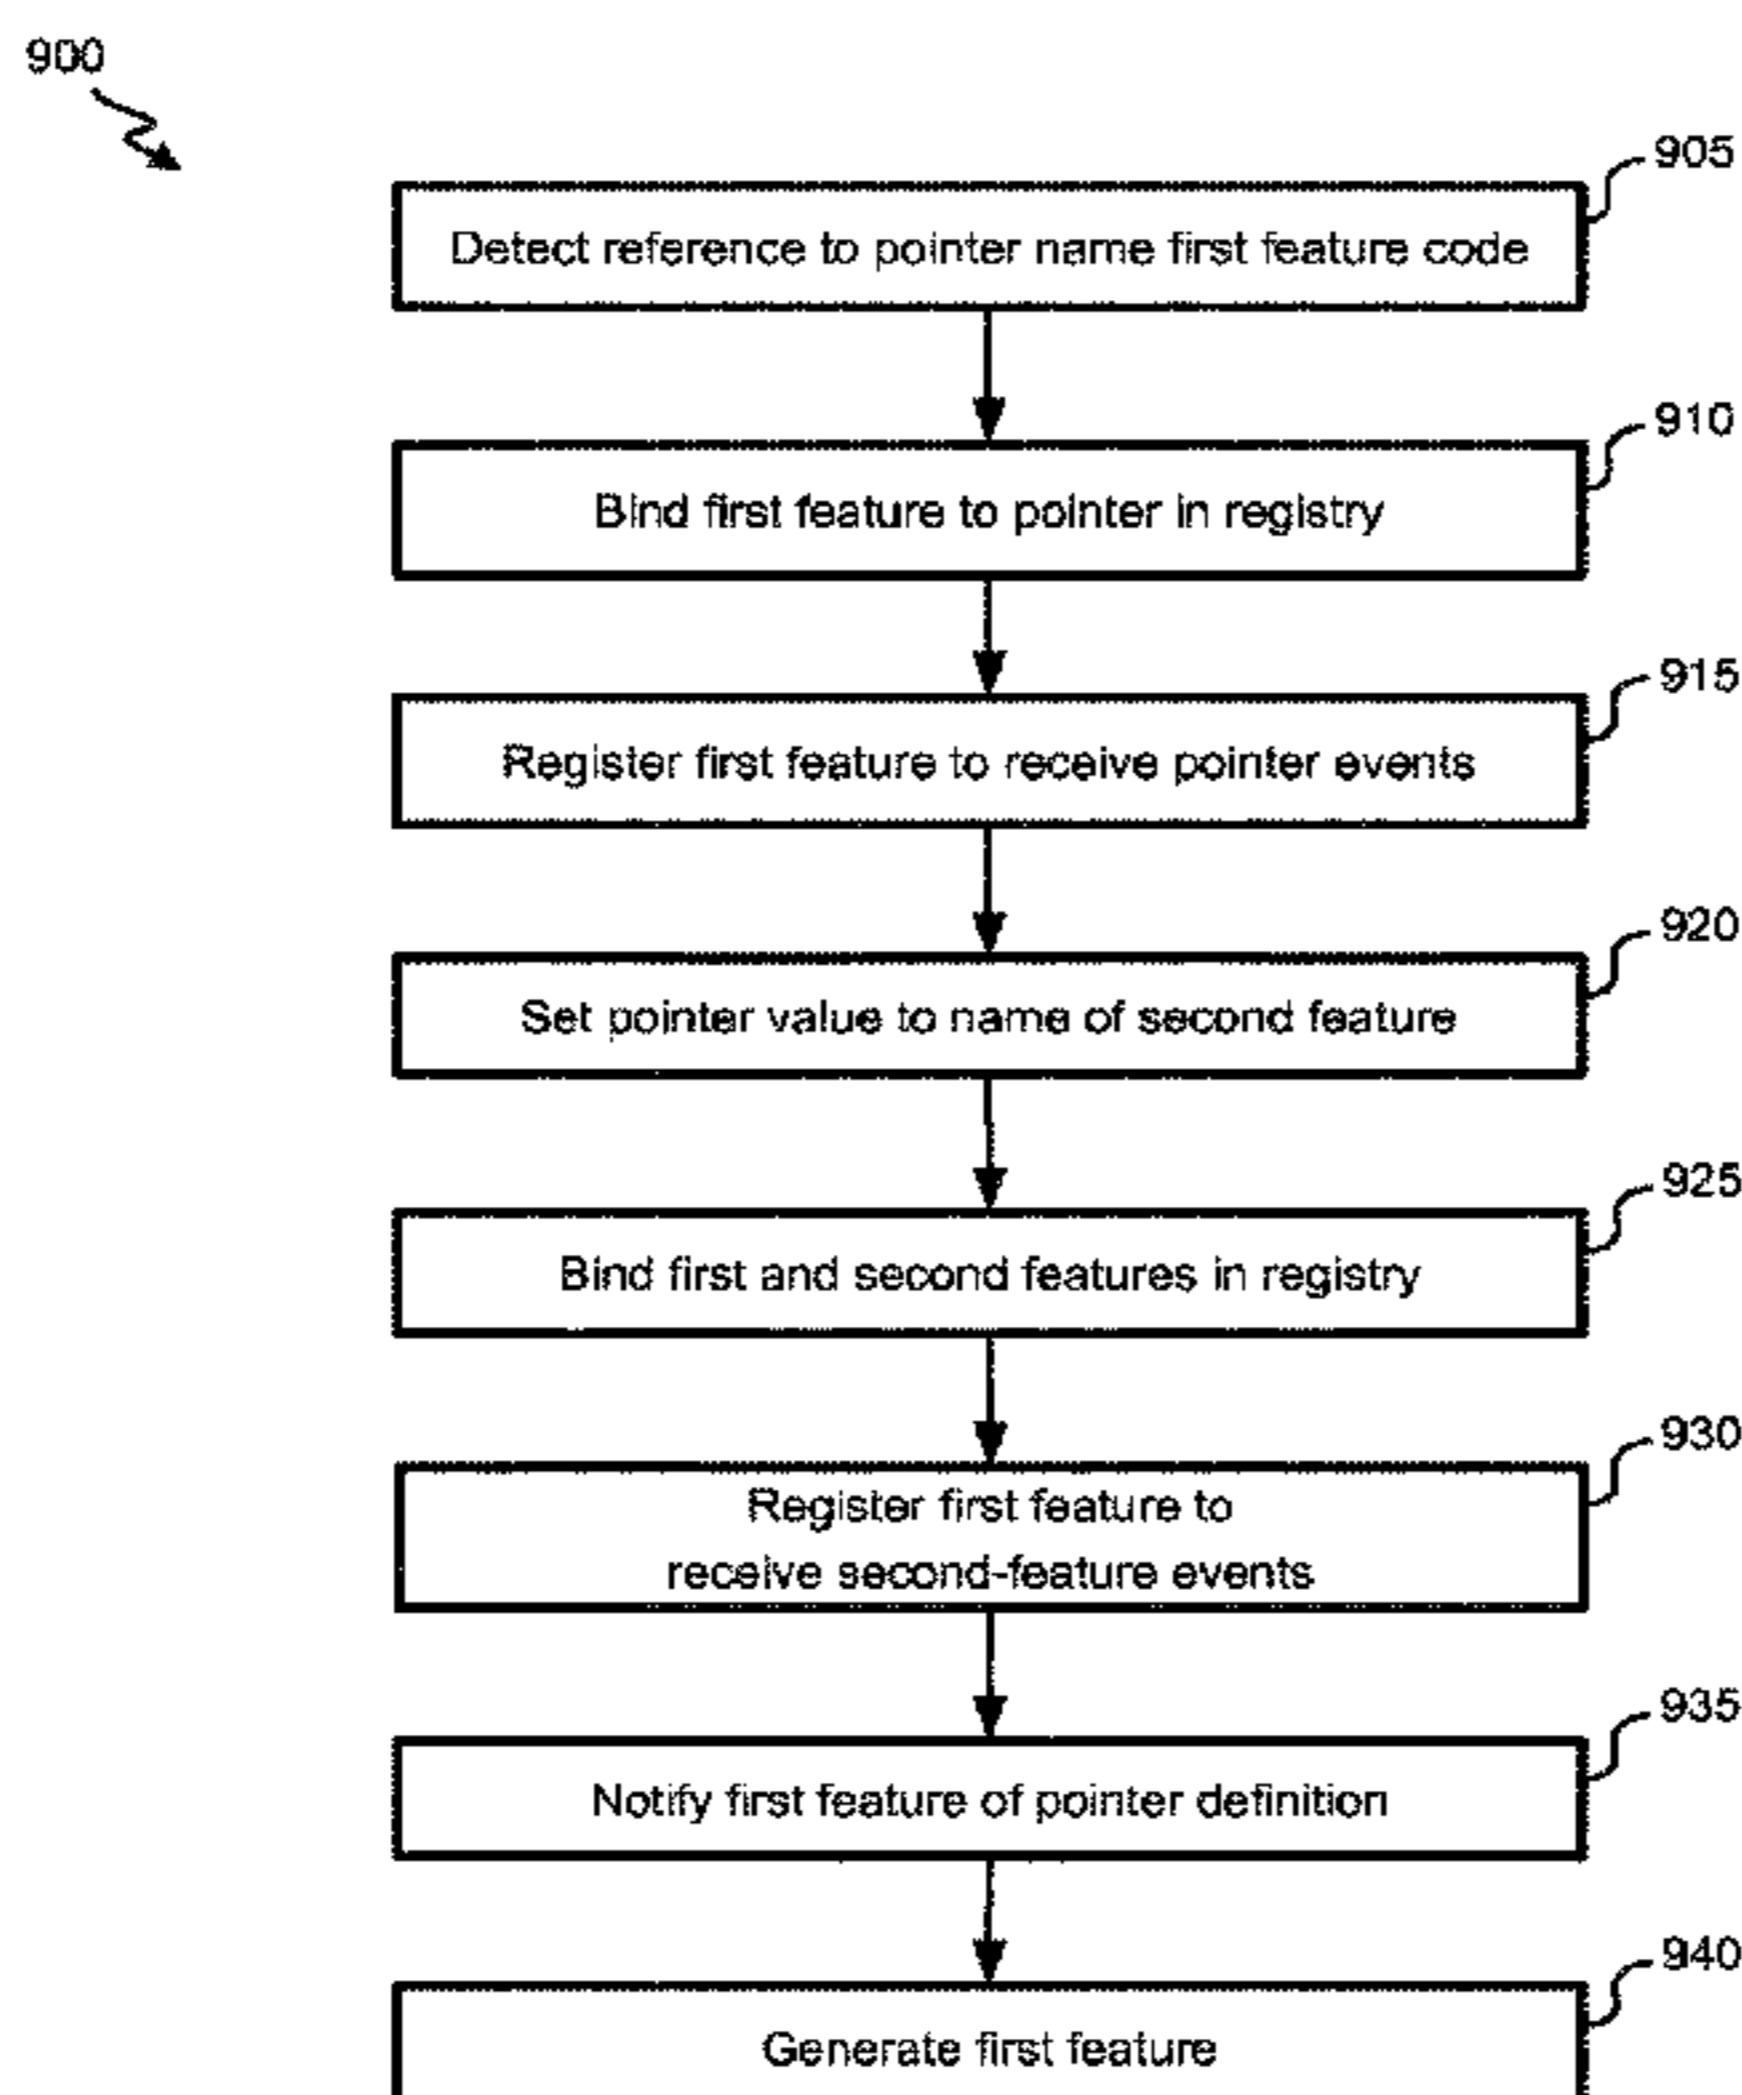 900
905
Detect reference to pointer name first feature code
910
Bind first feature to pointer in registry
915
Register first feature to receive pointer events
920
Set pointer value to name of second feature
925
Bind first and second features in registry
930
Register first feature to
receive second-feature events
935
Notify first feature of pointer definition
940
Generate first feature